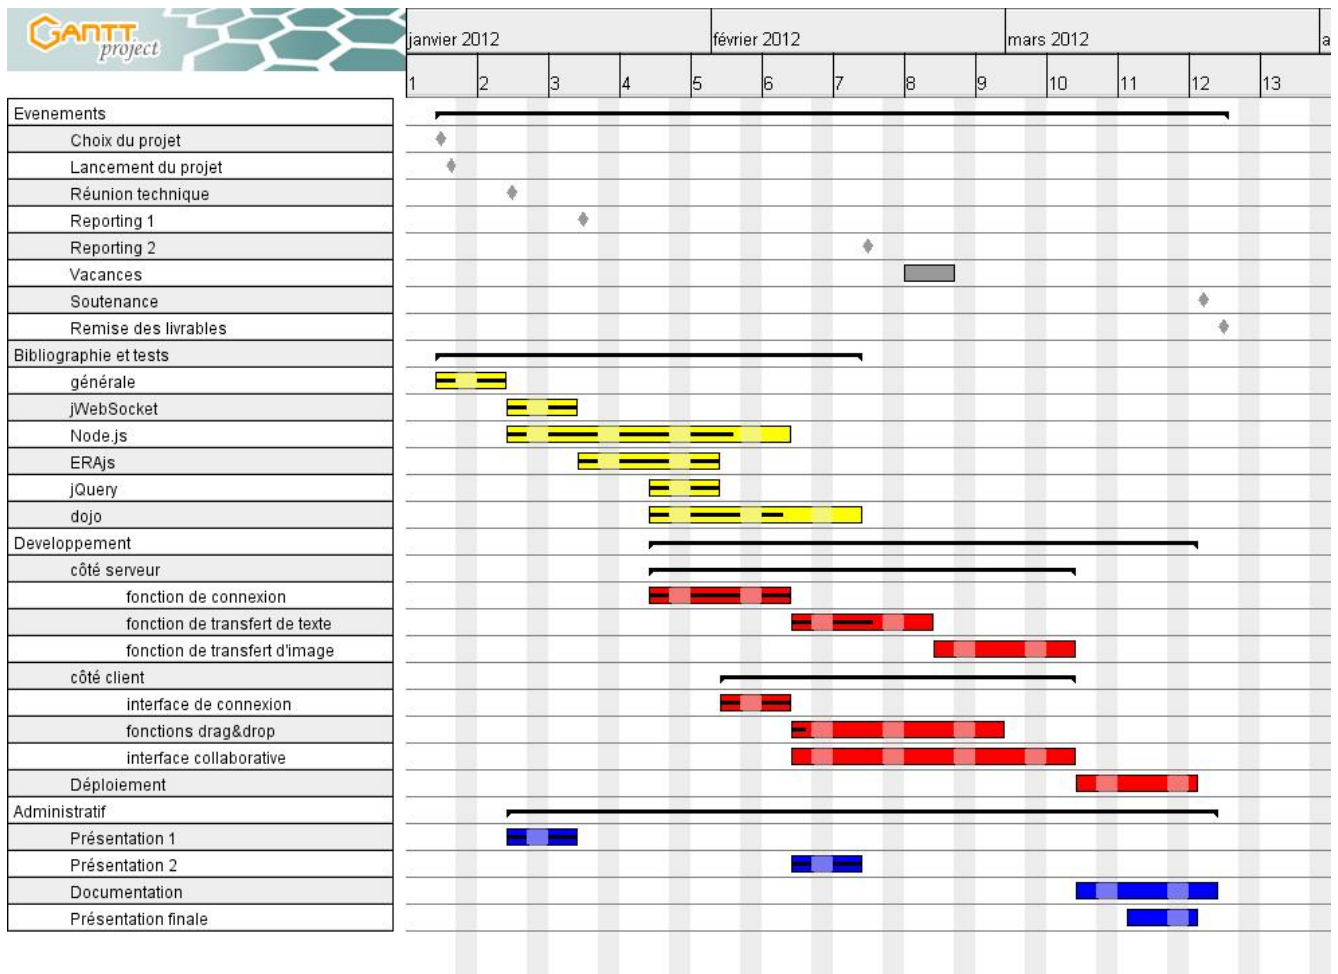 GANTT
project
janvier 2012 février 2012 mars 2012 a
1 2 3 4 5 6 7 8 9 10 11 12 13
Evenements
Choix du projet
Lancement du projet
Réunion technique
Reporting 1
Reporting 2
Vacances
Soutenance
Remise des livrables
Bibliographie et tests
générale
jWebSocket
Node.js
ERAjs
jQuery
dojo
Developpement
côté serveur
fonction de connexion
fonction de transfert de texte
fonction de transfert d'image
côté client
interface de connexion
fonctions drag&drop
interface collaborative
Déploiement
Administratif
Présentation 1
Présentation 2
Documentation
Présentation finale